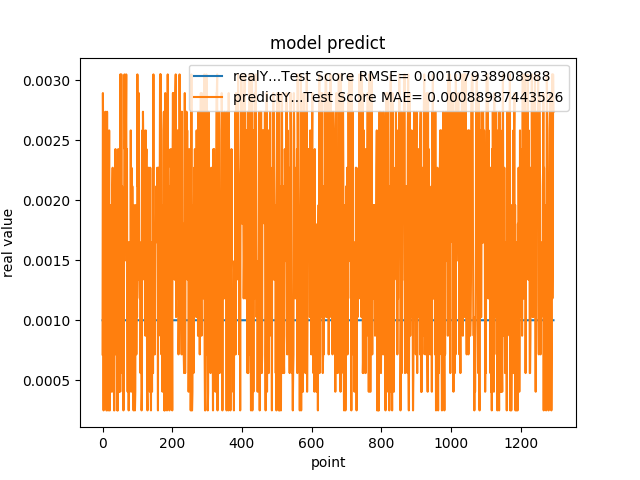 model predict
realY...Test Score RMSE= 0.00107938908988
predictY...Test Score MAE= 0.00088987443526
0.0030
0.0025
0.0020
0.0015
0.0010
0.0005
real value
0 200 400 600 800 1000 1200
point